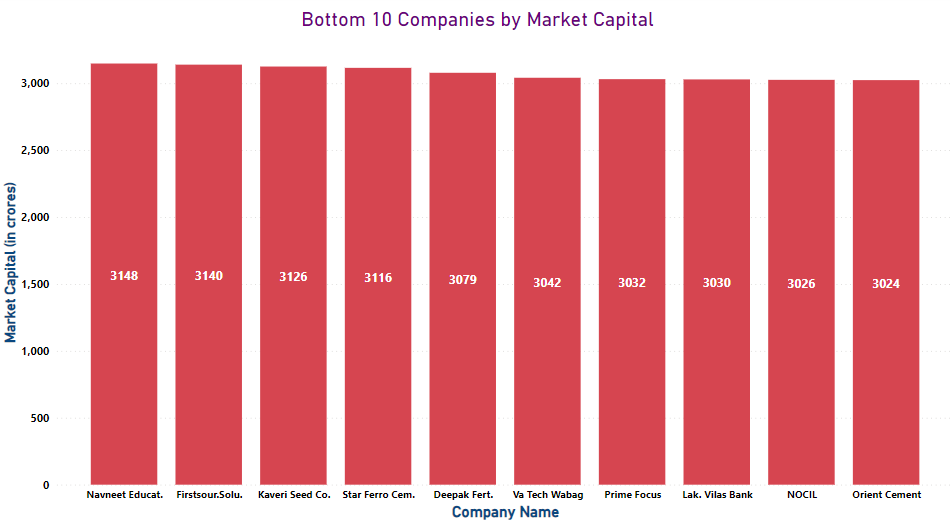 Bottom 10 Companies by Market Capital
Market Capital (in crores)
3,000
2,500
2,000
1,500
1,000
500
0
3148 3140 3126 3116 3079 3042 3032 3030 3026 3024
Navneet Educat. Firstsour.Solu. Kaveri Seed Co. Star Ferro Cem. Deepak Fert. Va Tech Wabag Prime Focus Lak. Vilas Bank NOCIL Orient Cement
Company Name